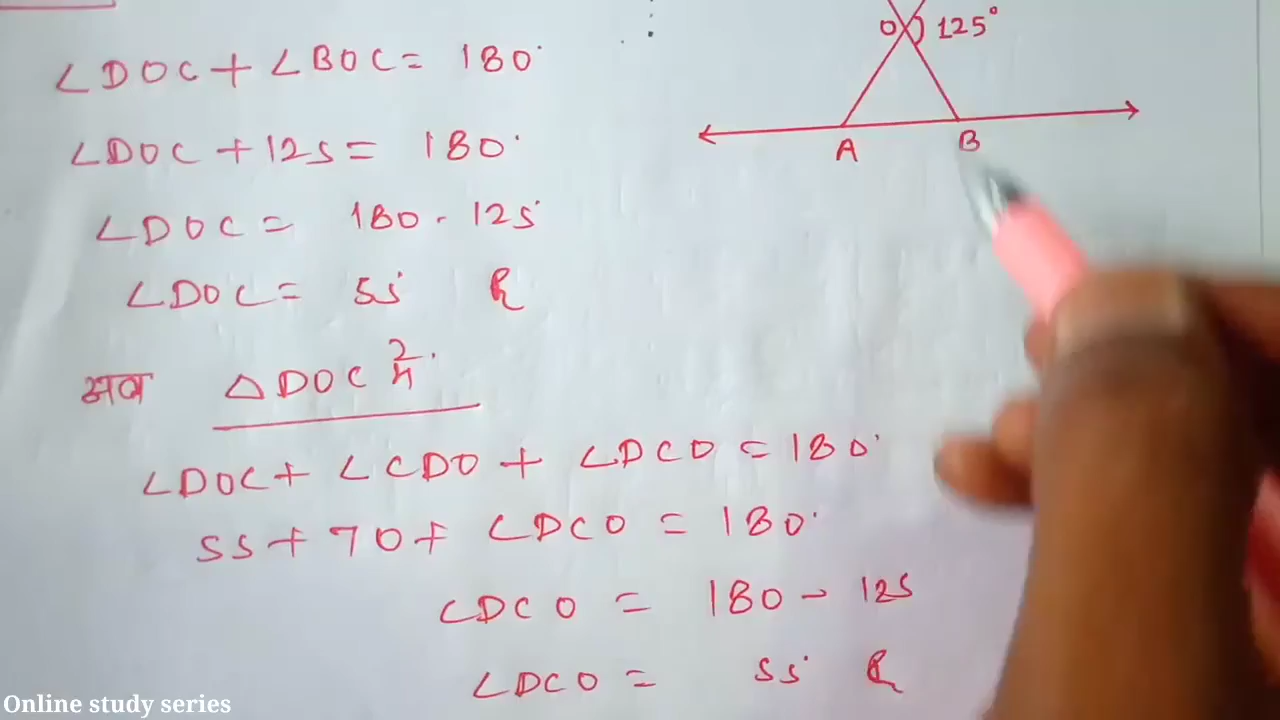 ∠DOC + ∠BOC = 180°
∠DOC + 125 = 180°
∠DOC = 180 - 125°
∠DOC = 55°
अब △DOC में
∠DOC + ∠CDO + ∠DCO = 180°
55 + 70 + ∠DCO = 180°
∠DCO = 180 - 125
∠DCO = 55°
O 125°
A B
Online study series